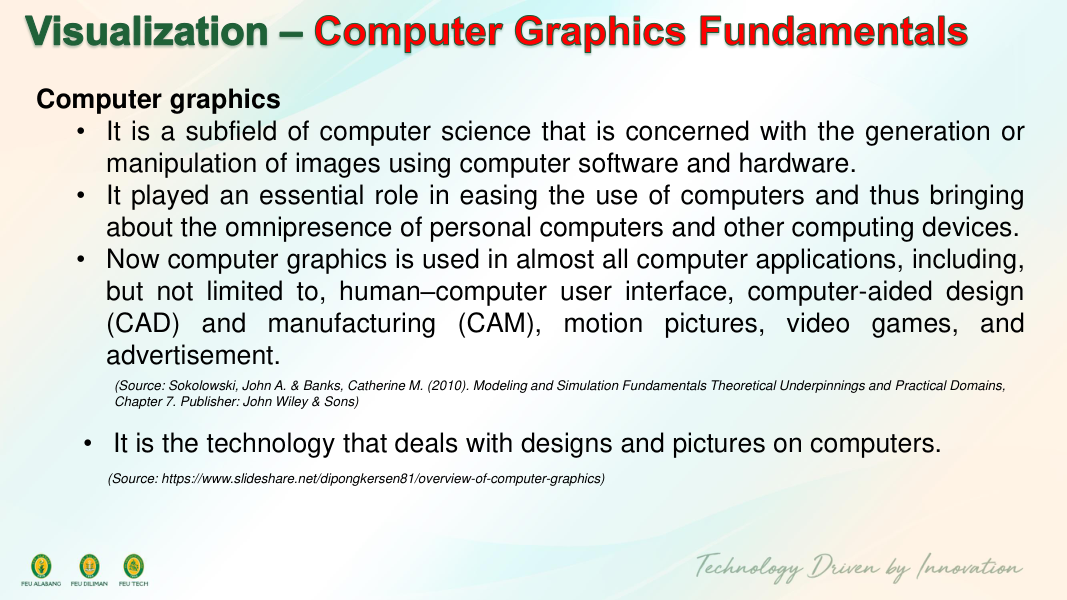 Visualization – Computer Graphics Fundamentals
Computer graphics
• It is a subfield of computer science that is concerned with the generation or
manipulation of images using computer software and hardware.
• It played an essential role in easing the use of computers and thus bringing
about the omnipresence of personal computers and other computing devices.
• Now computer graphics is used in almost all computer applications, including,
but not limited to, human–computer user interface, computer-aided design
(CAD) and manufacturing (CAM), motion pictures, video games, and
advertisement.
(Source: Sokolowski, John A. & Banks, Catherine M. (2010). Modeling and Simulation Fundamentals Theoretical Underpinnings and Practical Domains,
Chapter 7. Publisher: John Wiley & Sons)
• It is the technology that deals with designs and pictures on computers.
(Source: https://www.slideshare.net/dipongkersen81/overview-of-computer-graphics)
FEU ALABANG FEU DILIMAN FEU TECH
Technology Driven by Innovation